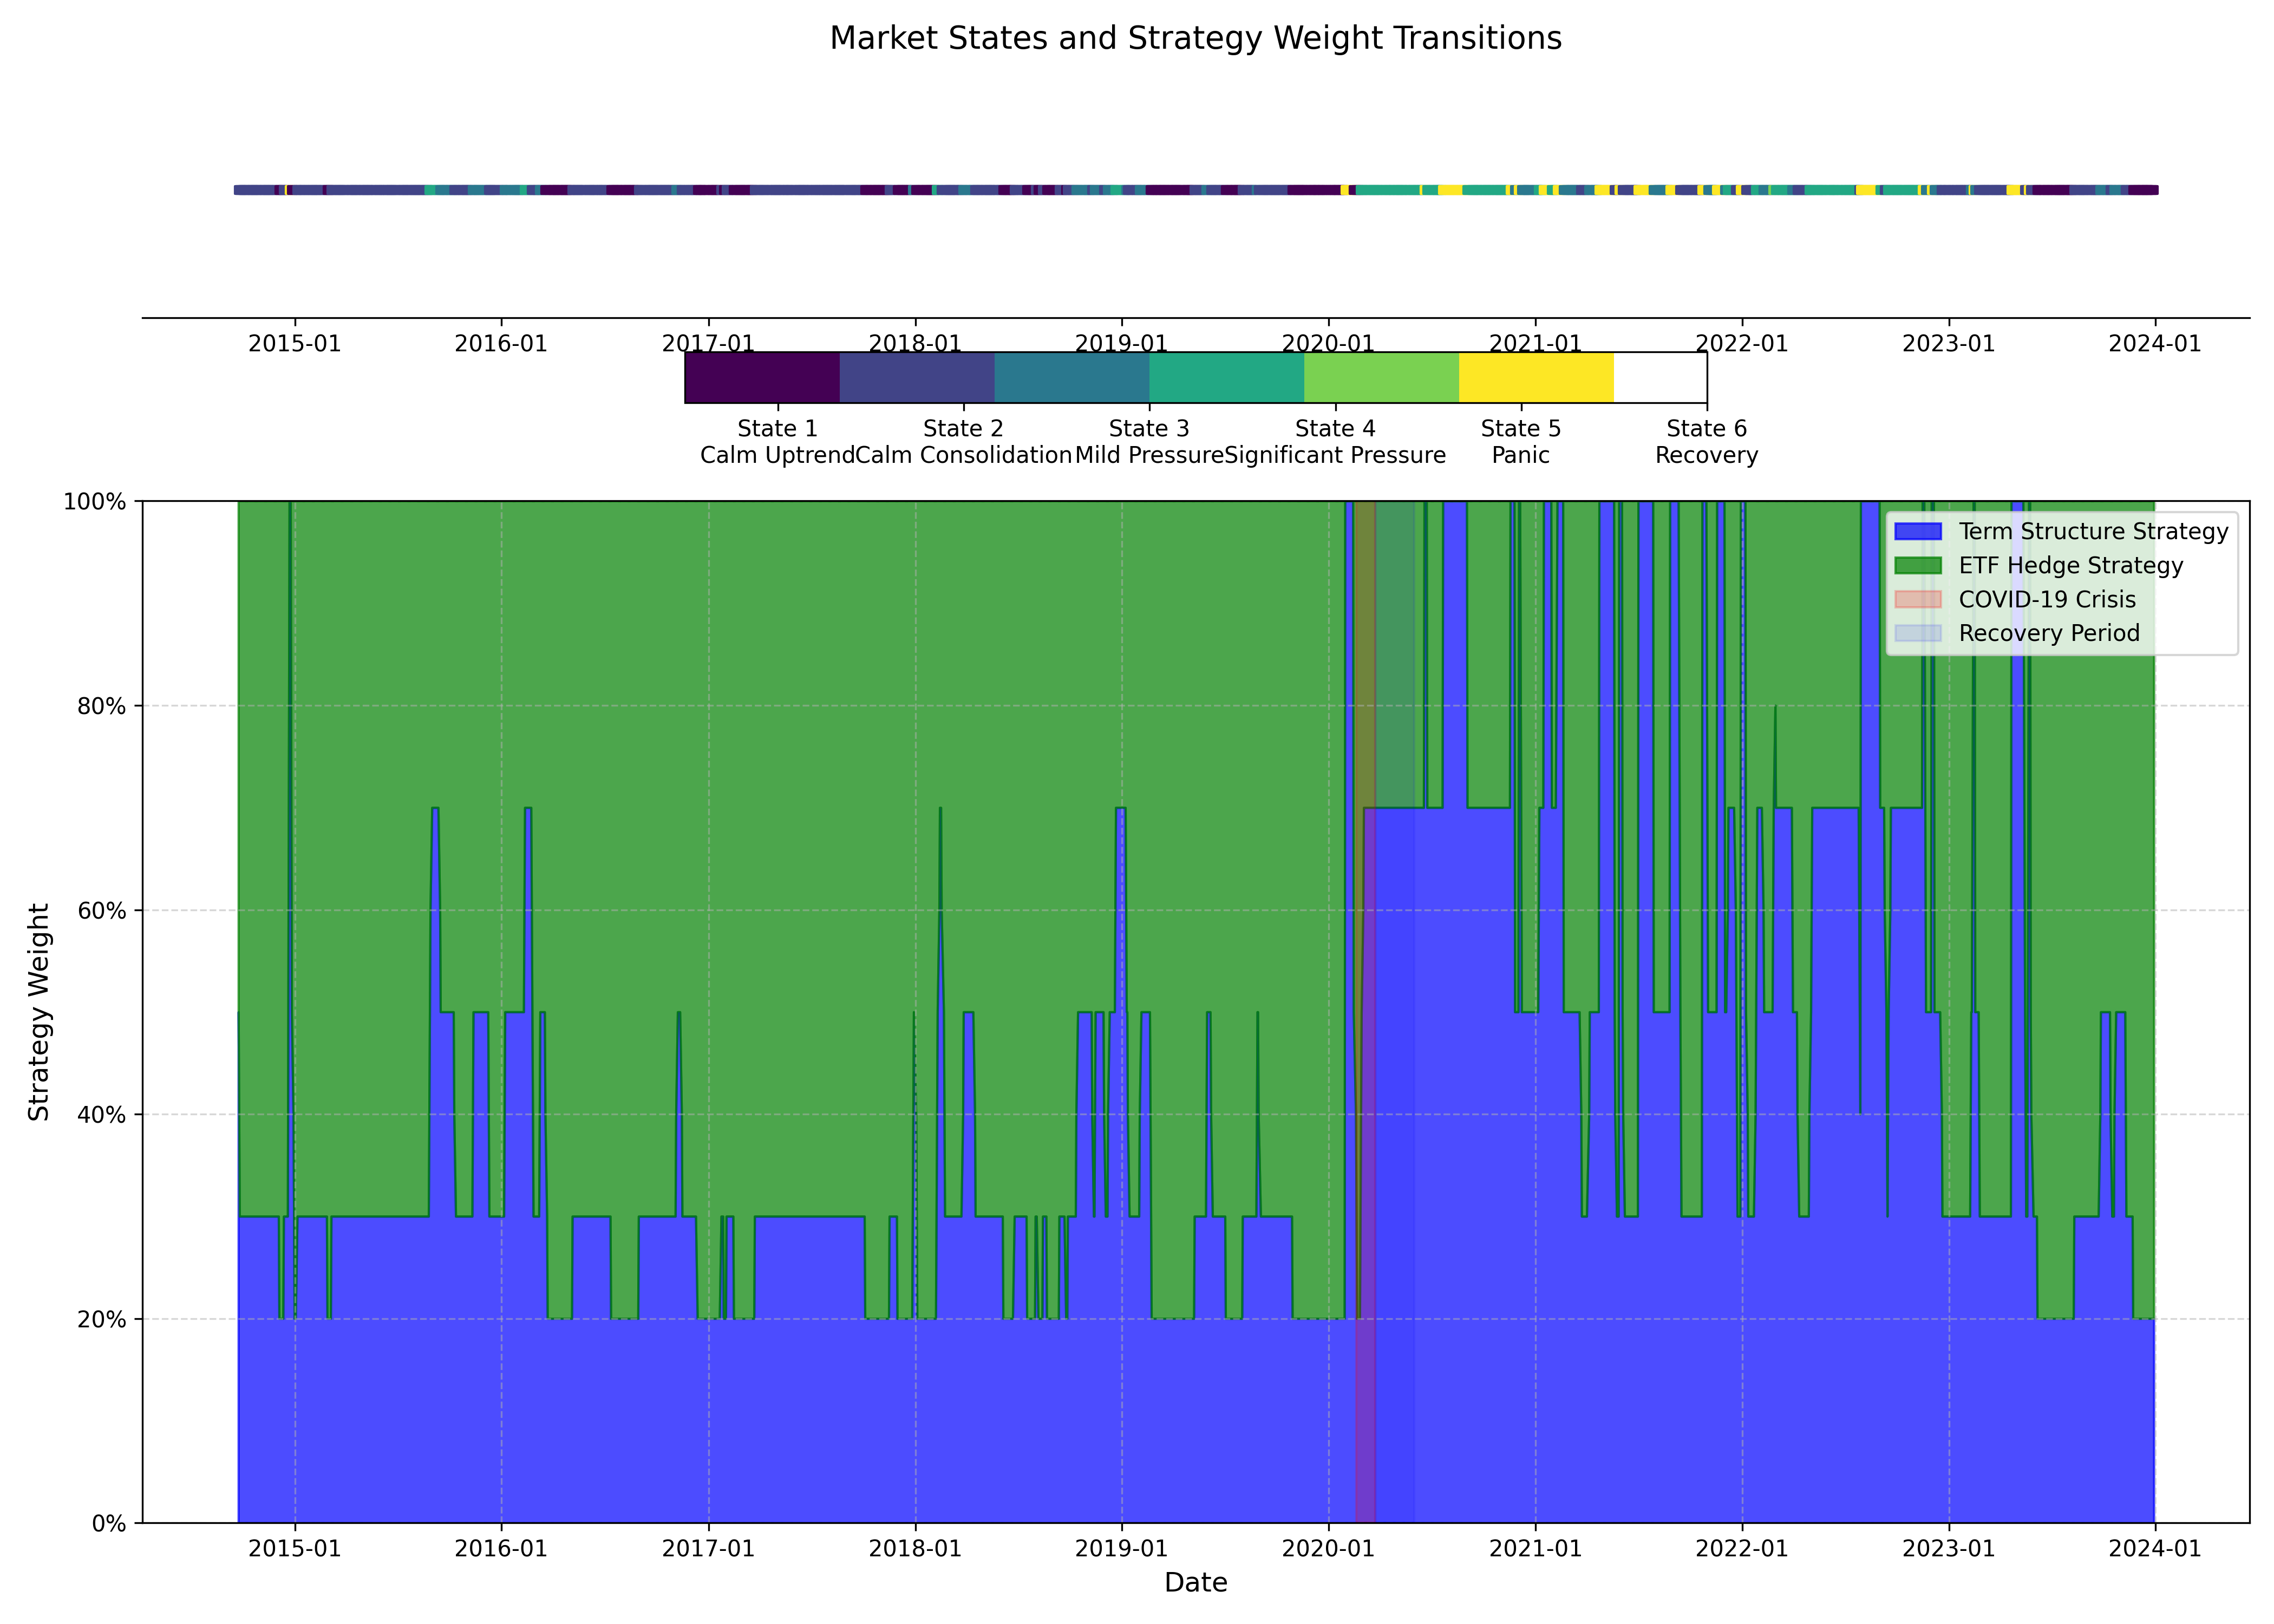 Market States and Strategy Weight Transitions
2015-01 2016-01 2017-01 2018-01 2019-01 2020-01 2021-01 2022-01 2023-01 2024-01
State 1 State 2 State 3 State 4 State 5 State 6
Calm Uptrend Calm Consolidation Mild Pressure Significant Pressure Panic Recovery
100%
80%
60%
40%
20%
0%
Strategy Weight
Term Structure Strategy
ETF Hedge Strategy
COVID-19 Crisis
Recovery Period
2015-01 2016-01 2017-01 2018-01 2019-01 2020-01 2021-01 2022-01 2023-01 2024-01
Date